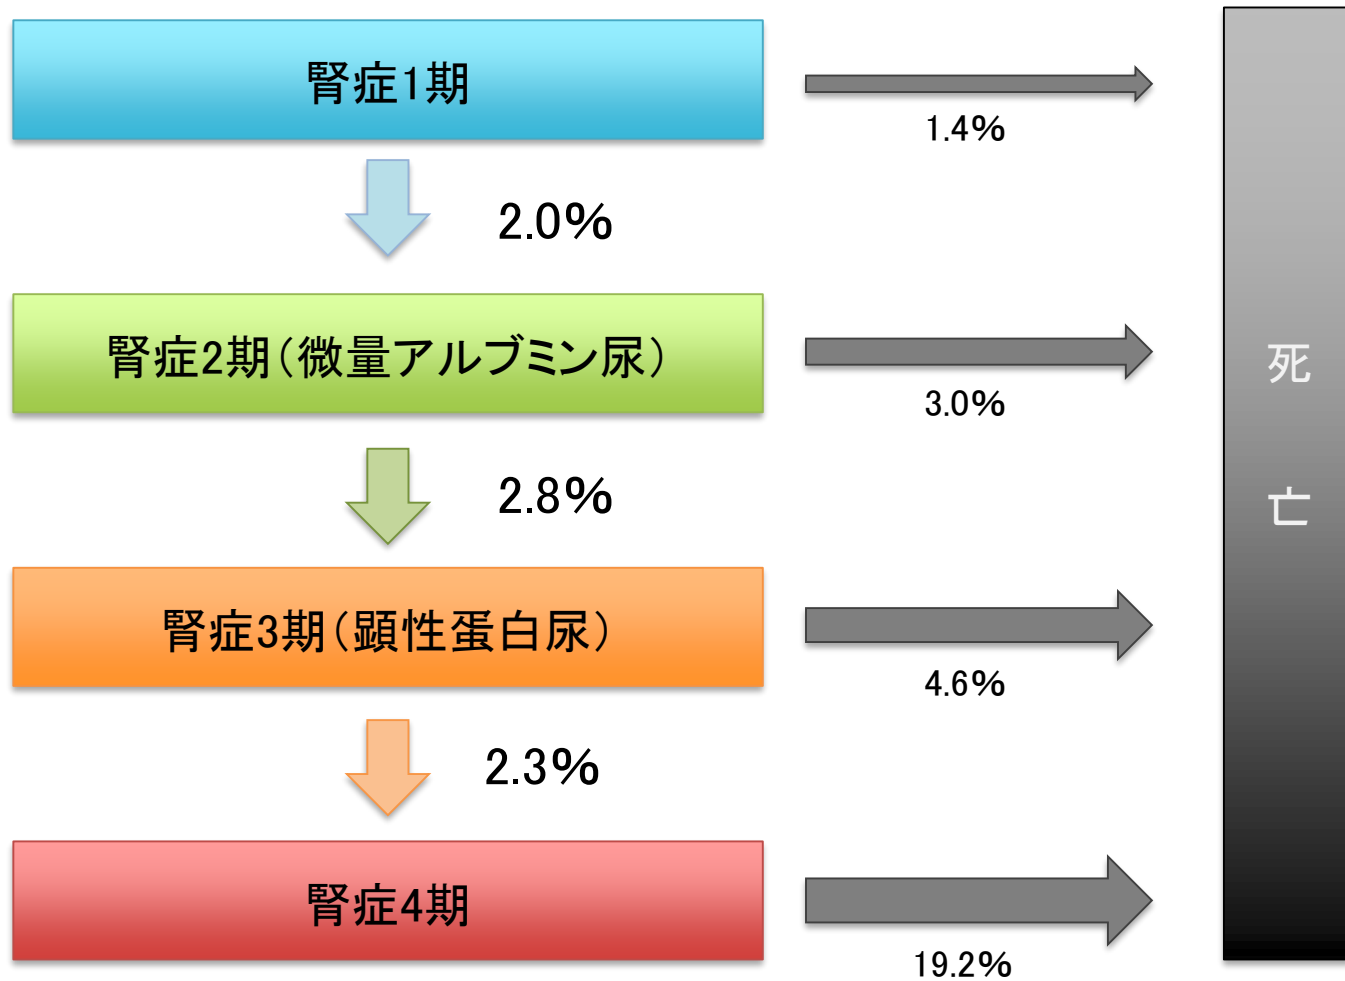 腎症1期
1.4%
2.0%
腎症2期（微量アルブミン尿）
3.0%
2.8%
腎症3期（顕性蛋白尿）
4.6%
2.3%
腎症4期
19.2%
死
亡